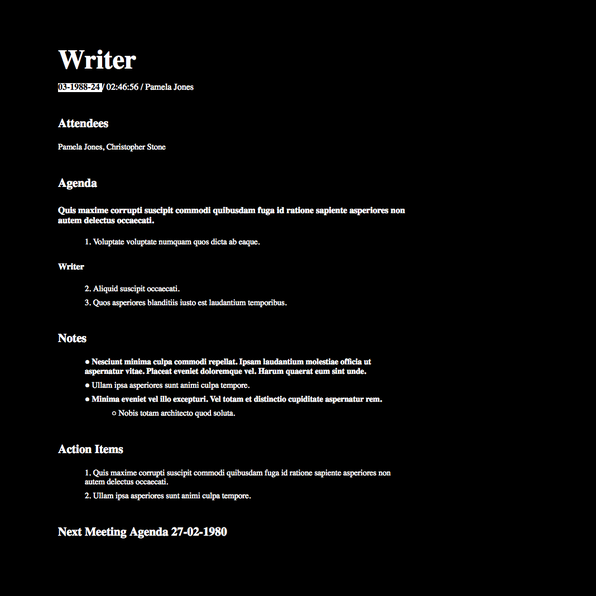 Writer
03-1988-24 / 02:46:56 / Pamela Jones
Attendees
Pamela Jones, Christopher Stone
Agenda
Quis maxime corrupti suscipit commodi quibusdam fuga id ratione sapiente asperiores non
autem delectus occaecati.
1. Voluptate voluptate numquam quos dicta ab eaque.
Writer
2. Aliquid suscipit occaecati.
3. Quos asperiores blanditiis iusto est laudantium temporibus.
Notes
● Nesciunt minima culpa commodi repellat. Ipsam laudantium molestiae officia ut
aspernatur vitae. Placeat eveniet doloremque vel. Harum quaerat eum sint unde.
● Ullam ipsa asperiores sunt animi culpa tempore.
● Minima eveniet vel illo excepturi. Vel totam et distinctio cupiditate aspernatur rem.
○ Nobis totam architecto quod soluta.
Action Items
1. Quis maxime corrupti suscipit commodi quibusdam fuga id ratione sapiente asperiores non
autem delectus occaecati.
2. Ullam ipsa asperiores sunt animi culpa tempore.
Next Meeting Agenda 27-02-1980